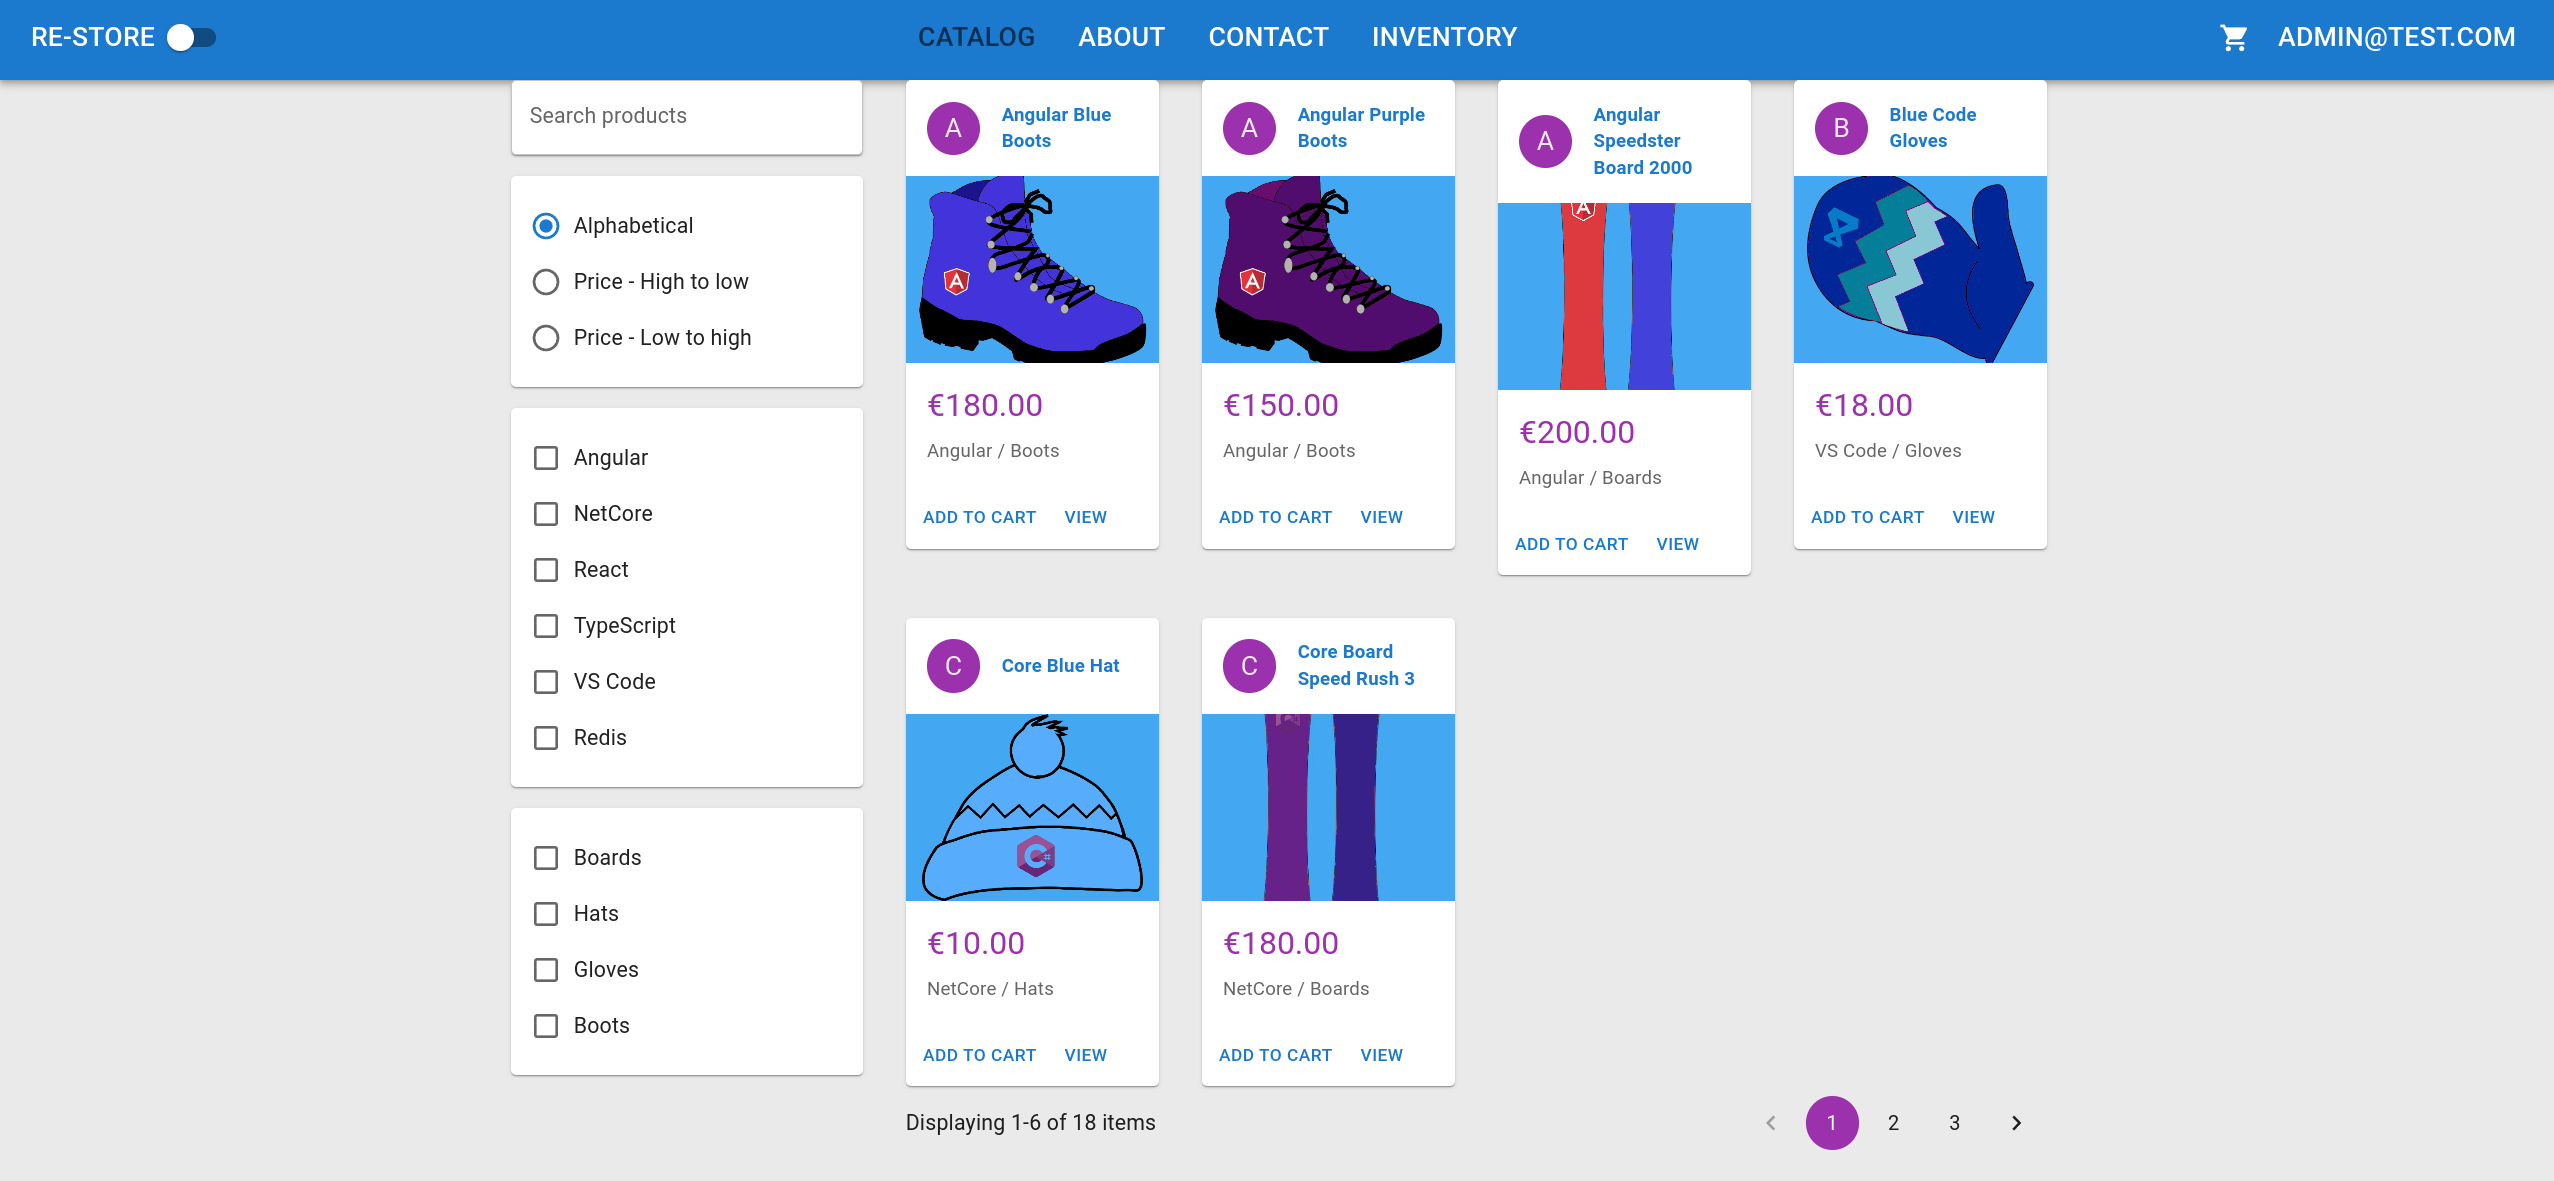 RE-STORE
CATALOG ABOUT CONTACT INVENTORY
ADMIN@TEST.COM
Search products
Alphabetical
Price - High to low
Price - Low to high
Angular
NetCore
React
TypeScript
VS Code
Redis
Boards
Hats
Gloves
Boots
A
Angular Blue
Boots
A
€180.00
Angular / Boots
ADD TO CART VIEW
A
Angular Purple
Boots
A
€150.00
Angular / Boots
ADD TO CART VIEW
A
Angular
Speedster
Board 2000
A
€200.00
Angular / Boards
ADD TO CART VIEW
B
Blue Code
Gloves
€18.00
VS Code / Gloves
ADD TO CART VIEW
C
Core Blue Hat
C#
€10.00
NetCore / Hats
ADD TO CART VIEW
C
Core Board
Speed Rush 3
€180.00
NetCore / Boards
ADD TO CART VIEW
Displaying 1-6 of 18 items
1 2 3